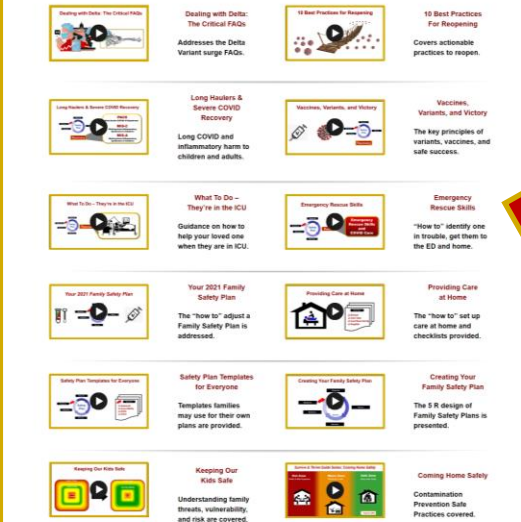 Dealing with Delta: The Critical FAQs
Dealing with Delta:
The Critical FAQs
Addresses the Delta
Variant surge FAQs.
10 Best Practices for Reopening
10 Best Practices
For Reopening
Covers actionable
practices to reopen.
Long Haulers & Severe COVID Recovery
Long Haulers &
Severe COVID
Recovery
Long COVID and
inflammatory harm to
children and adults.
Vaccines, Variants, and Victory
Vaccines,
Variants, and Victory
The key principles of
variants, vaccines, and
safe success.
What To Do – They're in the ICU
What To Do –
They're in the ICU
Guidance on how to
help your loved one
when they are in ICU.
Emergency Rescue Skills
Emergency
Rescue Skills
and
COVID Care
Emergency
Rescue Skills
"How to" identify one
in trouble, get them to
the ED and home.
Your 2021 Family Safety Plan
Your 2021 Family
Safety Plan
The "how to" adjust a
Family Safety Plan is
addressed.
Providing Care at Home
Providing Care
at Home
The "how to" set up
care at home and
checklists provided.
Safety Plan Templates for Everyone
Safety Plan Templates
for Everyone
Templates families
may use for their own
plans are provided.
Creating Your Family Safety Plan
Creating Your
Family Safety Plan
The 5 R design of
Family Safety Plans is
presented.
Keeping Our Kids Safe
Keeping Our
Kids Safe
Understanding family
threats, vulnerability,
and risk are covered.
Coming Home Safely
Contamination
Prevention Safe
Practices covered.